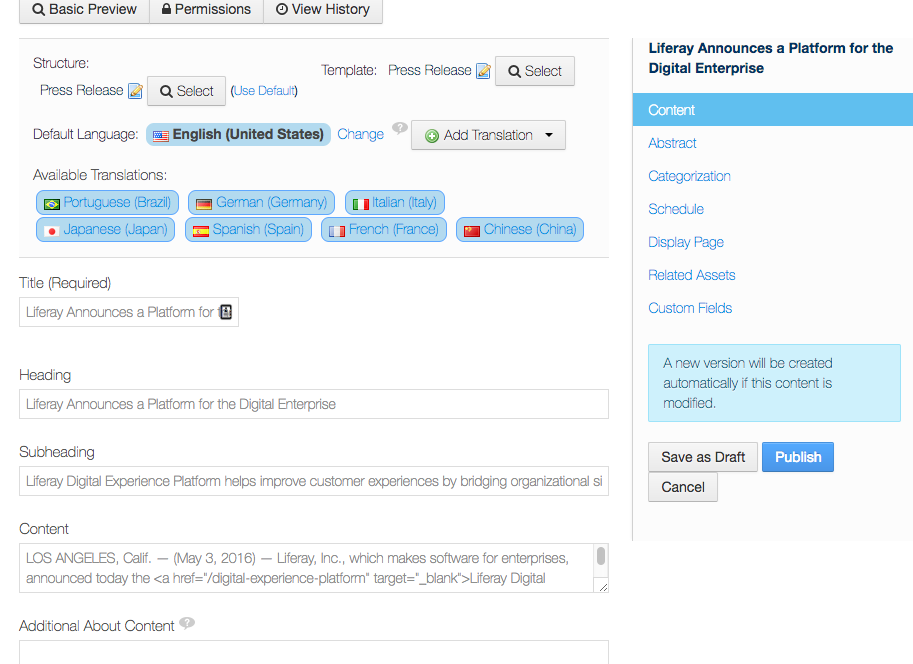 Basic Preview Permissions View History
Structure:
Press Release Select (Use Default)
Template: Press Release Select
Default Language: English (United States) Change Add Translation
Available Translations:
Portuguese (Brazil) German (Germany) Italian (Italy)
Japanese (Japan) Spanish (Spain) French (France) Chinese (China)
Title (Required)
Liferay Announces a Platform for
Heading
Liferay Announces a Platform for the Digital Enterprise
Subheading
Liferay Digital Experience Platform helps improve customer experiences by bridging organizational si
Content
LOS ANGELES, Calif. — (May 3, 2016) — Liferay, Inc., which makes software for enterprises,
announced today the <a href="/digital-experience-platform" target="_blank">Liferay Digital
Additional About Content
Liferay Announces a Platform for the
Digital Enterprise
Content
Abstract
Categorization
Schedule
Display Page
Related Assets
Custom Fields
A new version will be created
automatically if this content is
modified.
Save as Draft Publish
Cancel